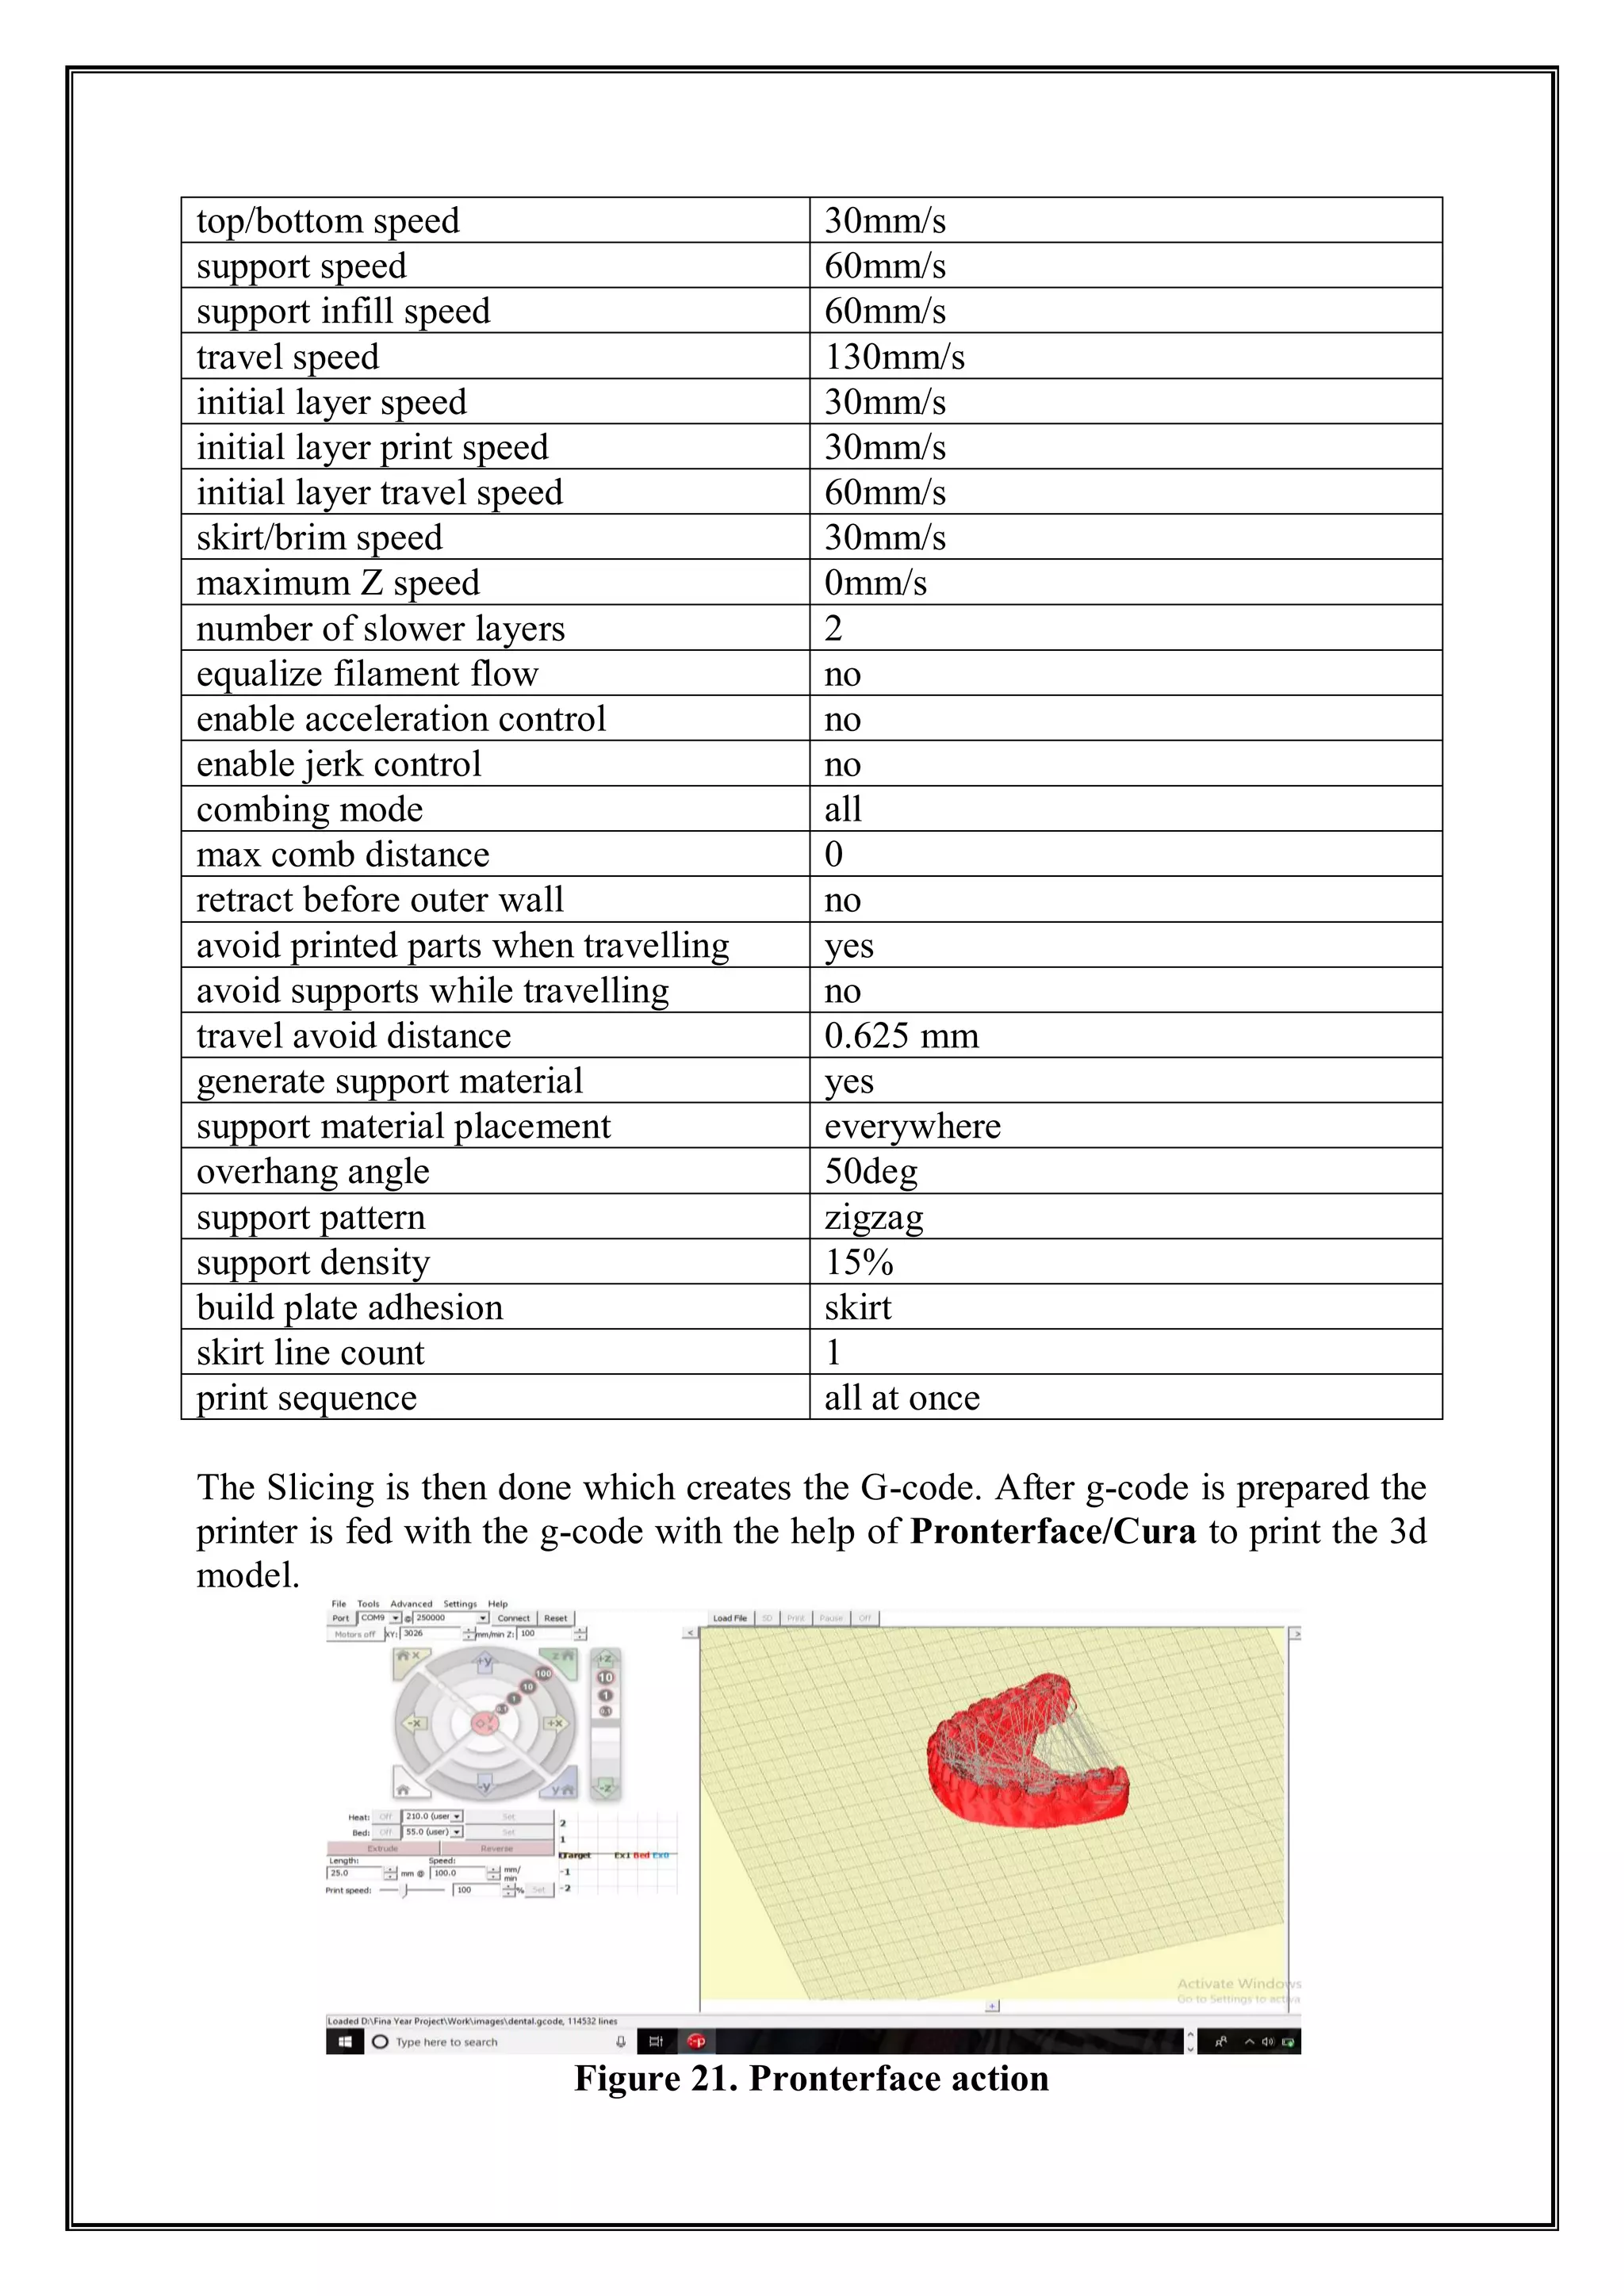 top/bottom speed 30mm/s
support speed 60mm/s
support infill speed 60mm/s
travel speed 130mm/s
initial layer speed 30mm/s
initial layer print speed 30mm/s
initial layer travel speed 60mm/s
skirt/brim speed 30mm/s
maximum Z speed 0mm/s
number of slower layers 2
equalize filament flow no
enable acceleration control no
enable jerk control no
combing mode all
max comb distance 0
retract before outer wall no
avoid printed parts when travelling yes
avoid supports while travelling no
travel avoid distance 0.625 mm
generate support material yes
support material placement everywhere
overhang angle 50deg
support pattern zigzag
support density 15%
build plate adhesion skirt
skirt line count 1
print sequence all at once
The Slicing is then done which creates the G-code. After g-code is prepared the
printer is fed with the g-code with the help of Pronterface/Cura to print the 3d
model.
File Tools Advanced Settings Help
Port COM9 @ 250000 Connect Reset Load File SD Print Pause Off
Motors off XY: 3026 mm/min Z: 100 < >
x +y z +z
100 10
10 1
1 0.1
0.1
-x +x
-y y -z
Heat: Off 210.0 (user Set
Bed: Off 55.0 (user) Set
Extrude Reverse
Length: Speed:
25.0 mm @ 100.0 mm/
min
Print speed: 100 % Set
2
1
Target Ex1 Bed Ex0
-1
-2
Activate Windows
Go to Settings to activa
+
Loaded D:\Fina Year Project\Work\images\dental.gcode, 114532 lines
Type here to search
Figure 21. Pronterface action